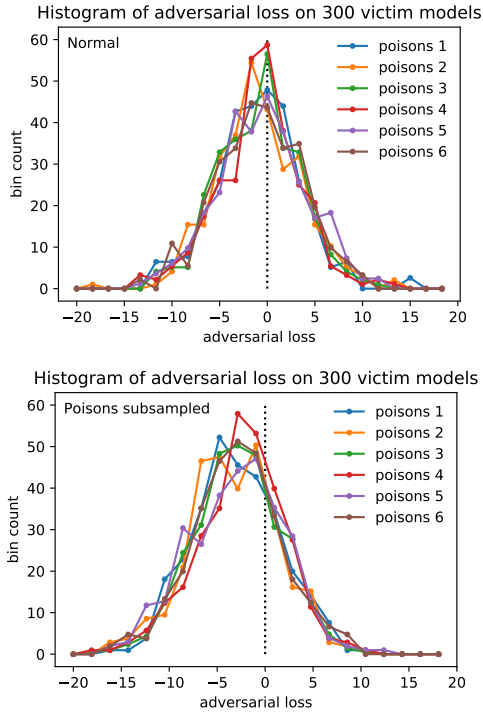 Histogram of adversarial loss on 300 victim models
Normal
poisons 1
poisons 2
poisons 3
poisons 4
poisons 5
poisons 6
bin count
60
50
40
30
20
10
0
−20 −15 −10 −5 0 5 10 15 20
adversarial loss
Histogram of adversarial loss on 300 victim models
Poisons subsampled
poisons 1
poisons 2
poisons 3
poisons 4
poisons 5
poisons 6
bin count
60
50
40
30
20
10
0
−20 −15 −10 −5 0 5 10 15 20
adversarial loss